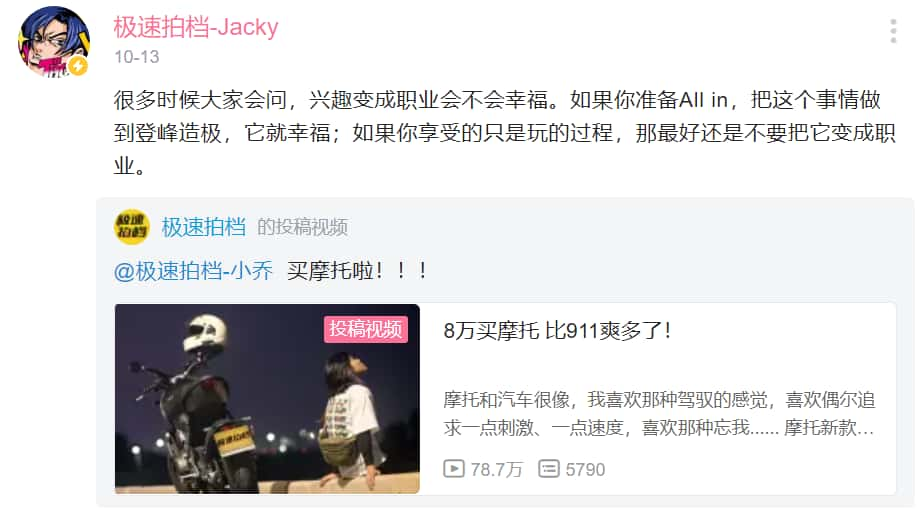 极速拍档-Jacky
10-13
很多时候大家会问，兴趣变成职业会不会幸福。如果你准备All in，把这个事情做
到登峰造极，它就幸福；如果你享受的只是玩的过程，那最好还是不要把它变成职
业。
极速拍档
极速拍档 的投稿视频
@极速拍档-小乔 买摩托啦！！！
投稿视频
极速拍档
8万买摩托 比911爽多了！
摩托和汽车很像，我喜欢那种驾驭的感觉，喜欢偶尔追
求一点刺激、一点速度，喜欢那种忘我...... 摩托新款...
78.7万 5790